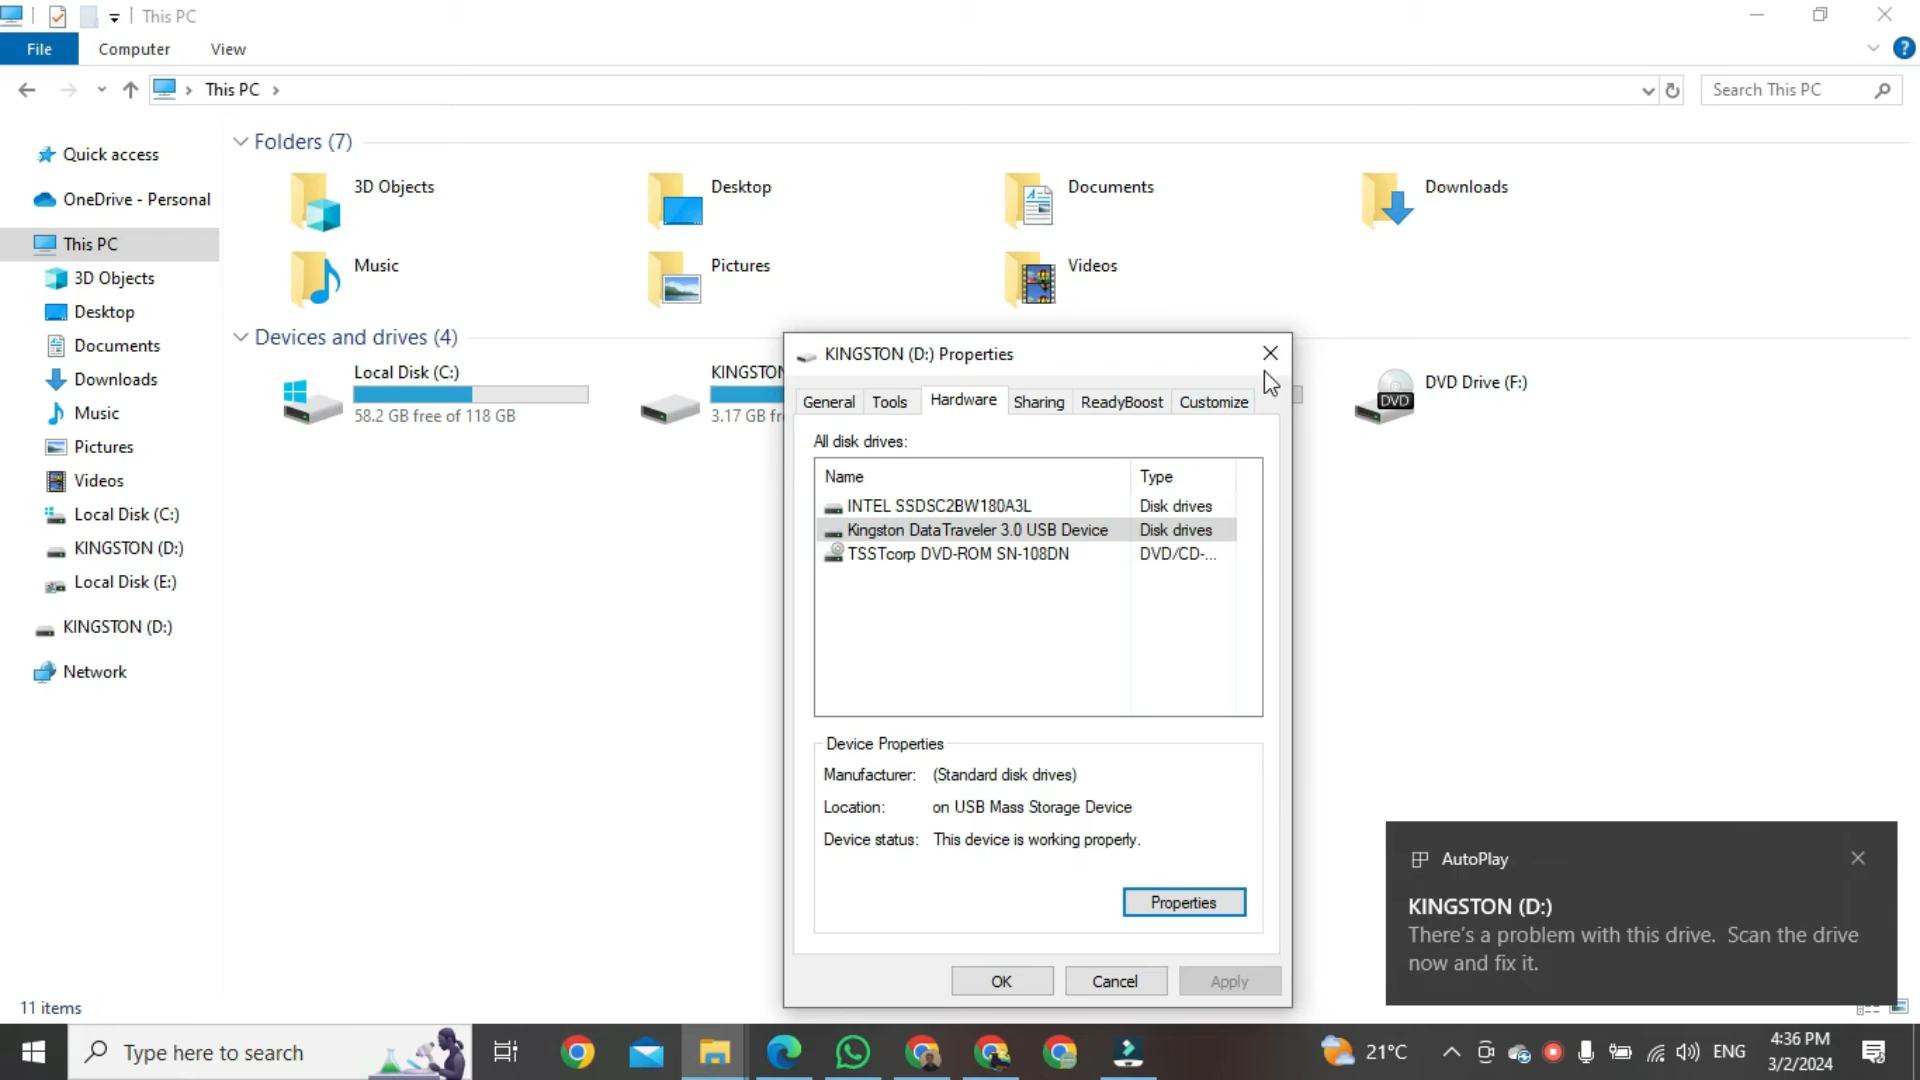 This PC
File
Computer
View
This PC
Search This PC
Quick access
OneDrive - Personal
This PC
3D Objects
Desktop
Documents
Downloads
Music
Pictures
Videos
Local Disk (C:)
KINGSTON (D:)
Local Disk (E:)
KINGSTON (D:)
Network
Folders (7)
3D Objects
Desktop
Documents
Downloads
Music
Pictures
Videos
Devices and drives (4)
Local Disk (C:)
58.2 GB free of 118 GB
KINGSTON
3.17 GB
DVD Drive (F:)
DVD
KINGSTON (D:) Properties
General
Tools
Hardware
Sharing
ReadyBoost
Customize
All disk drives:
Name
Type
INTEL SSDSC2BW180A3L
Disk drives
Kingston DataTraveler 3.0 USB Device
Disk drives
TSSTcorp DVD-ROM SN-108DN
DVD/CD-...
Device Properties
Manufacturer: (Standard disk drives)
Location: on USB Mass Storage Device
Device status: This device is working properly.
Properties
OK
Cancel
Apply
AutoPlay
KINGSTON (D:)
There's a problem with this drive. Scan the drive
now and fix it.
11 items
Type here to search
21°C
ENG
4:36 PM
3/2/2024